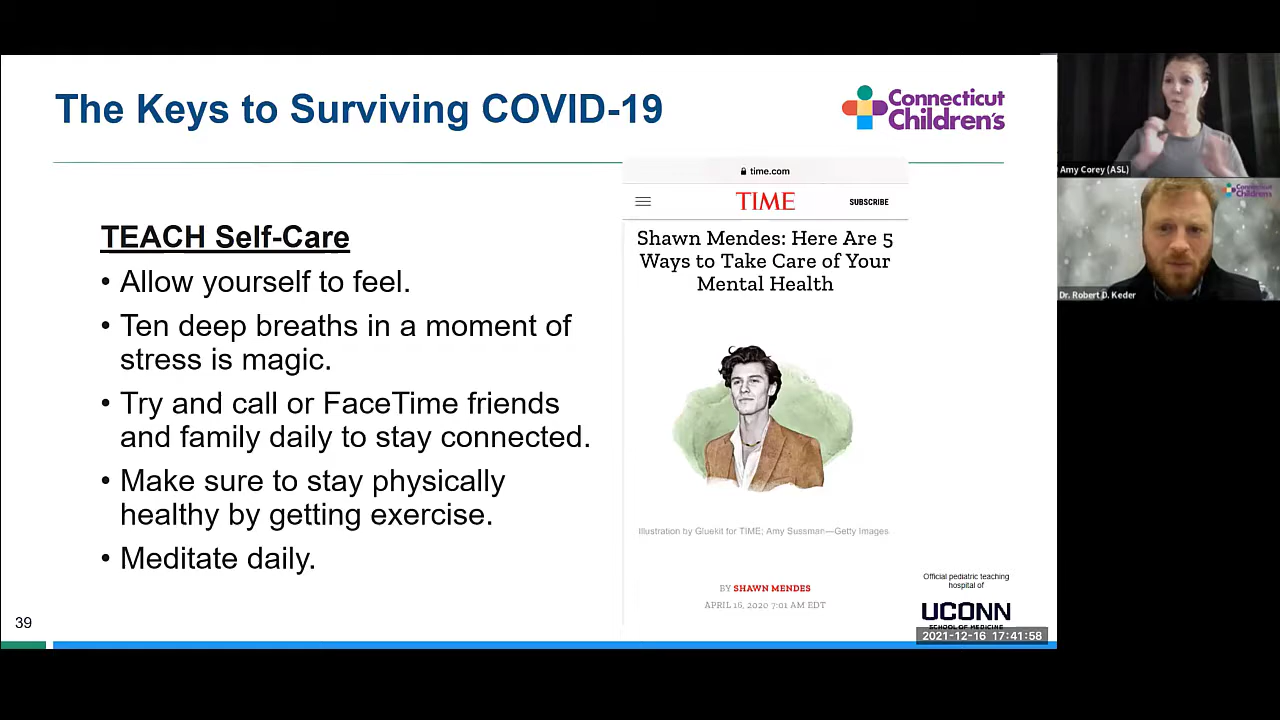 The Keys to Surviving COVID-19
Connecticut
Children's
TEACH Self-Care
• Allow yourself to feel.
• Ten deep breaths in a moment of
stress is magic.
• Try and call or FaceTime friends
and family daily to stay connected.
• Make sure to stay physically
healthy by getting exercise.
• Meditate daily.
39
time.com
TIME
SUBSCRIBE
Shawn Mendes: Here Are 5
Ways to Take Care of Your
Mental Health
Illustration by Gluekit for TIME; Amy Sussman—Getty Images
BY SHAWN MENDES
APRIL 16, 2020 7:01 AM EDT
Official pediatric teaching
hospital of
UCONN
SCHOOL OF MEDICINE
2021-12-16 17:41:58
Amy Corey (ASL)
Connecticut
Children's
Dr. Robert D. Keder